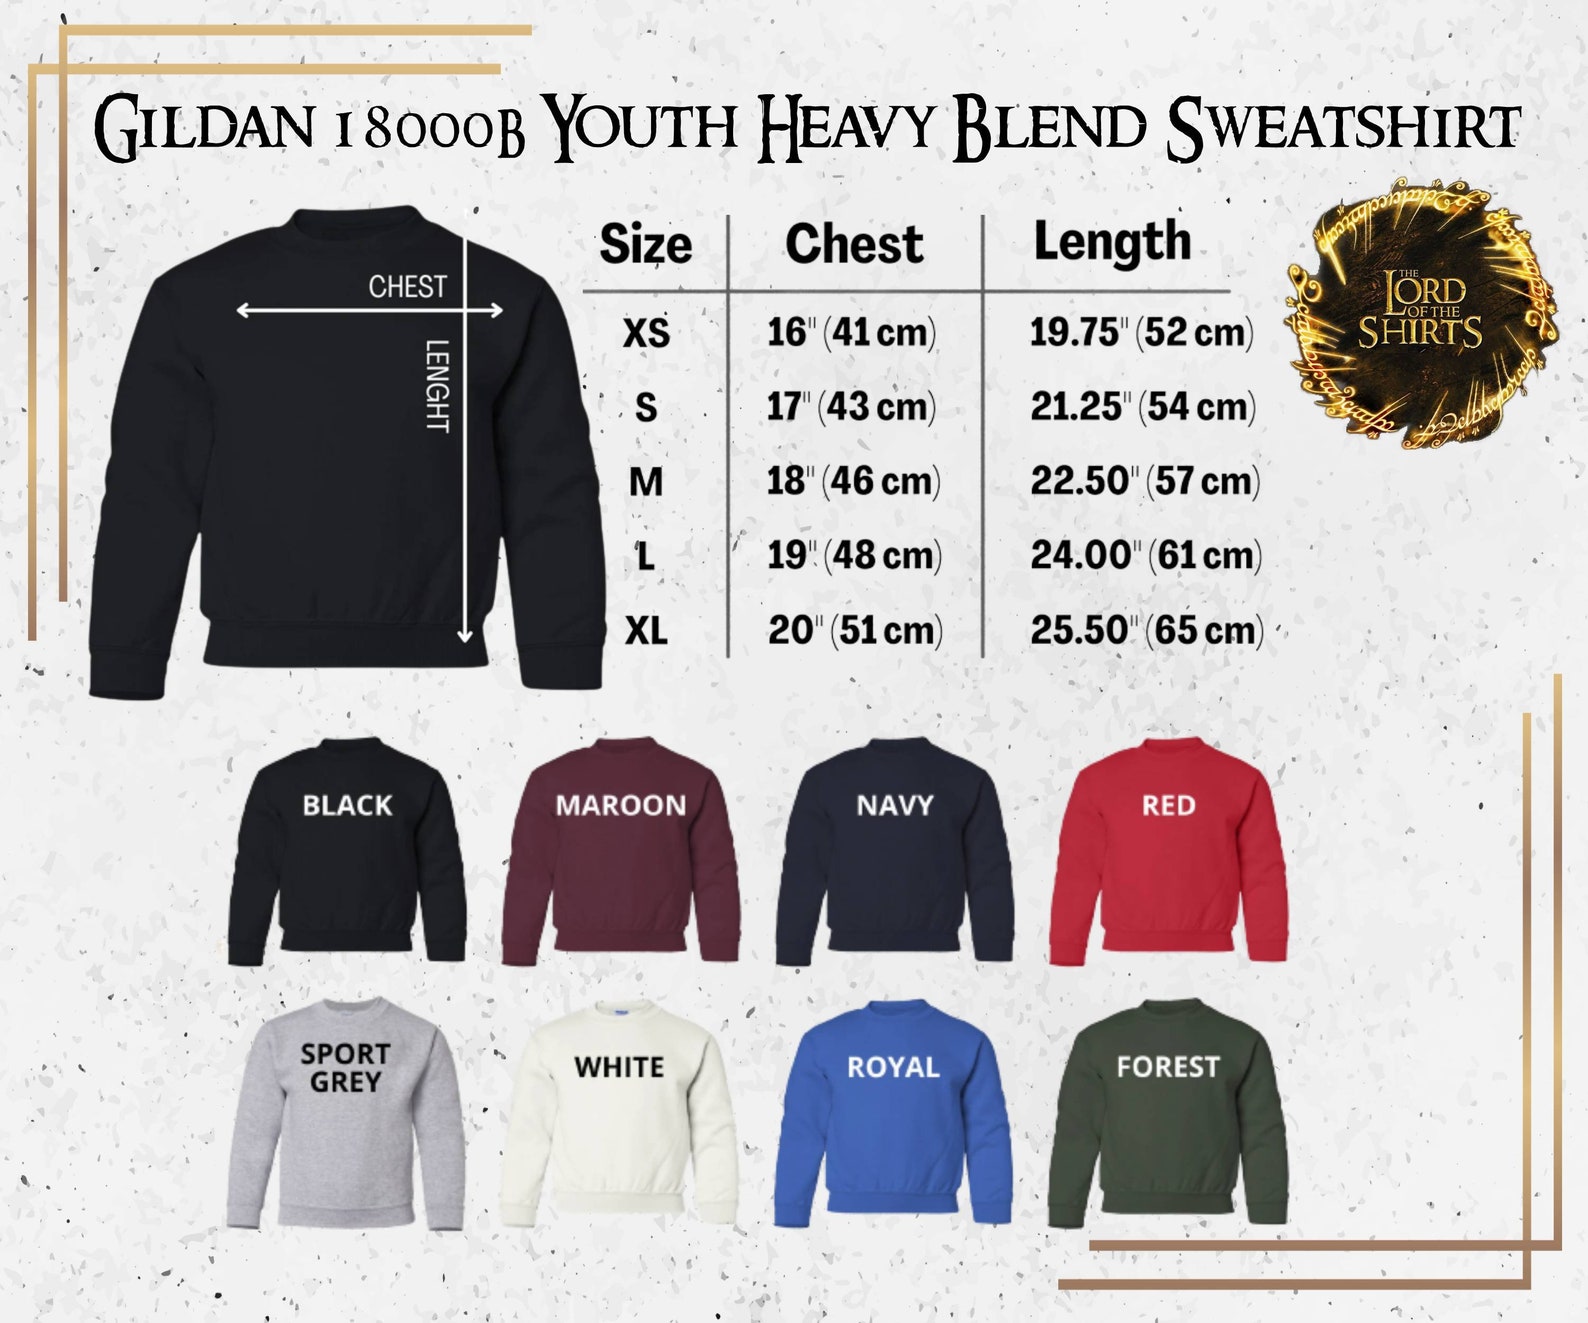 Gildan 18000B Youth Heavy Blend Sweatshirt
CHEST
LENGHT
Size Chest Length
XS 16" (41 cm) 19.75" (52 cm)
S 17" (43 cm) 21.25" (54 cm)
M 18" (46 cm) 22.50" (57 cm)
L 19" (48 cm) 24.00" (61 cm)
XL 20" (51 cm) 25.50" (65 cm)
THE
LORD
OF THE
SHIRTS
BLACK
MAROON
NAVY
RED
SPORT
GREY
WHITE
ROYAL
FOREST